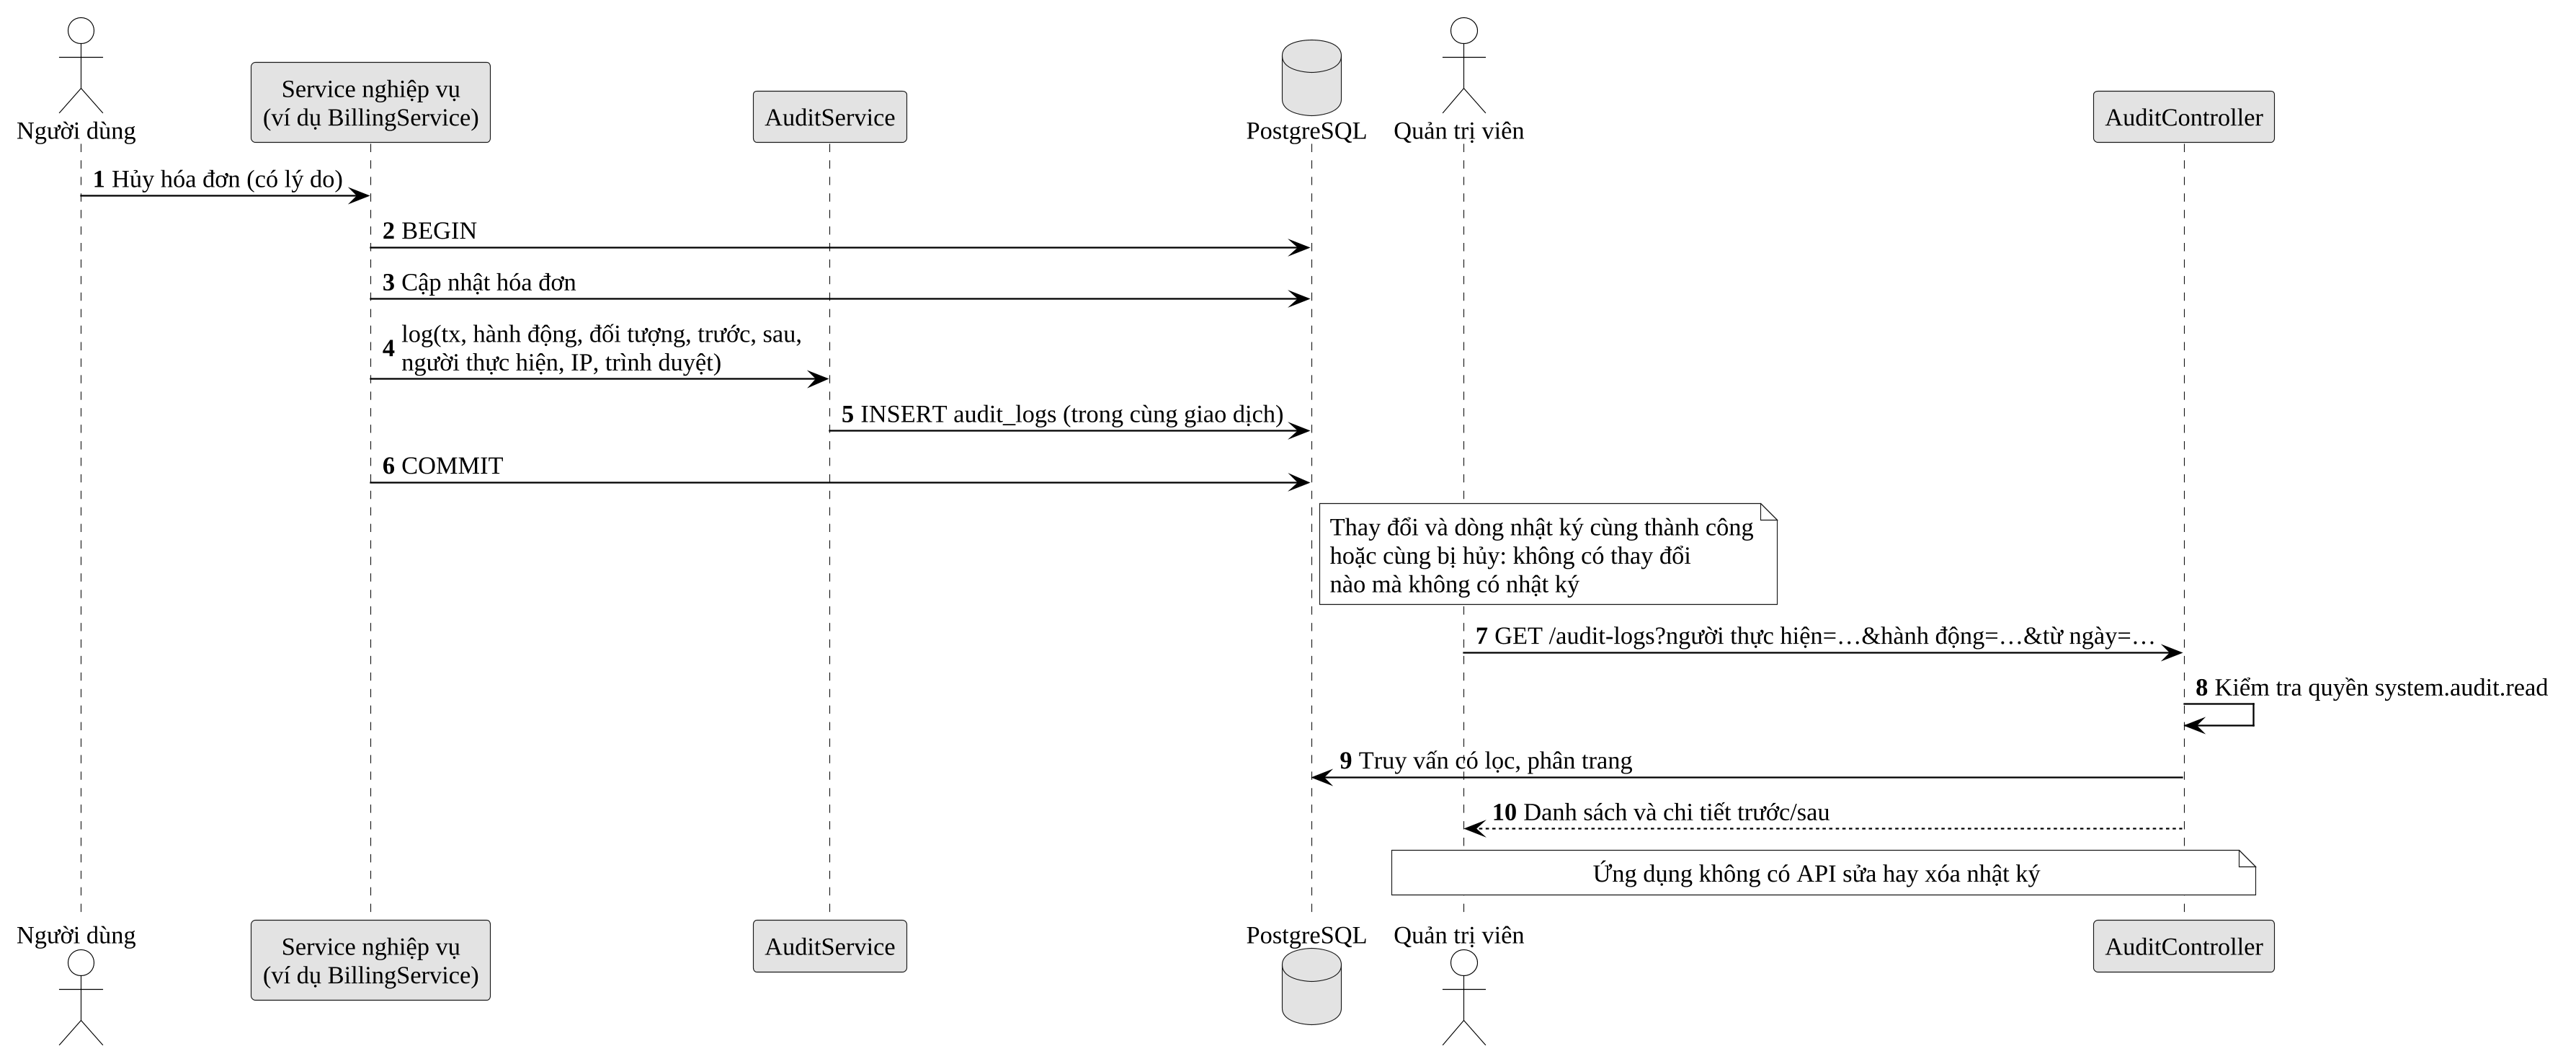 Người dùng
Service nghiệp vụ
(ví dụ BillingService)
AuditService
PostgreSQL
Quản trị viên
AuditController
1 Hủy hóa đơn (có lý do)
2 BEGIN
3 Cập nhật hóa đơn
4 log(tx, hành động, đối tượng, trước, sau,
người thực hiện, IP, trình duyệt)
5 INSERT audit_logs (trong cùng giao dịch)
6 COMMIT
Thay đổi và dòng nhật ký cùng thành công
hoặc cùng bị hủy: không có thay đổi
nào mà không có nhật ký
7 GET /audit-logs?người thực hiện=…&hành động=…&từ ngày=…
8 Kiểm tra quyền system.audit.read
9 Truy vấn có lọc, phân trang
10 Danh sách và chi tiết trước/sau
Ứng dụng không có API sửa hay xóa nhật ký
Người dùng
Service nghiệp vụ
(ví dụ BillingService)
AuditService
PostgreSQL
Quản trị viên
AuditController